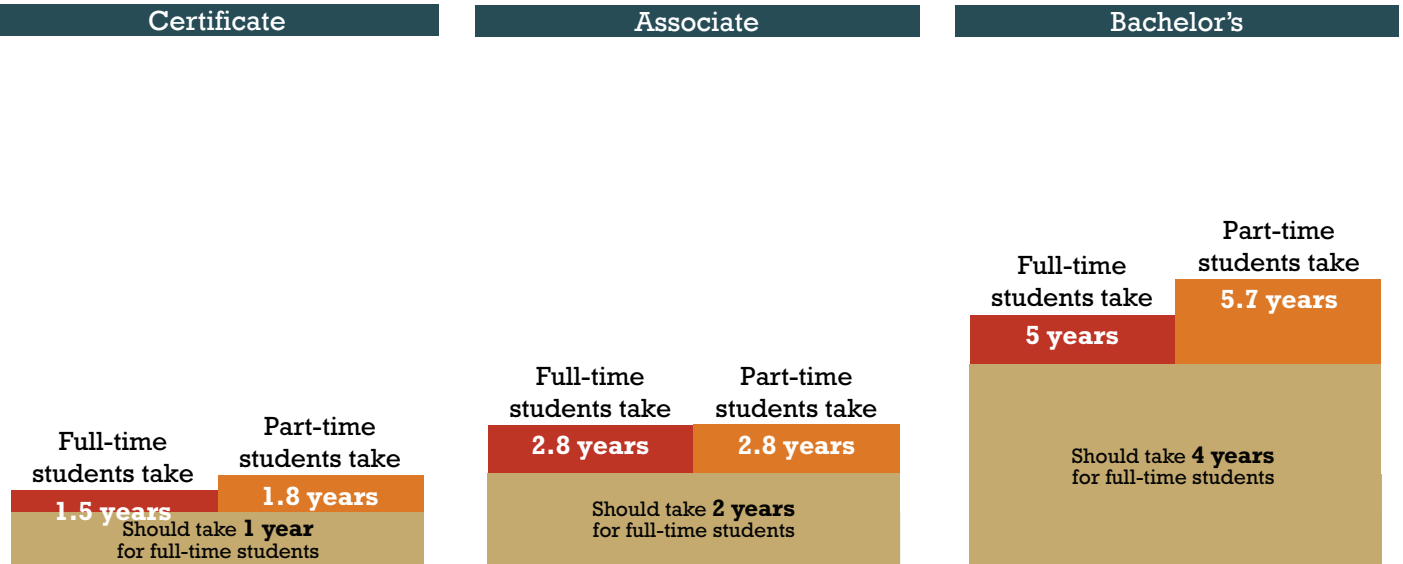 Certificate
Full-time
students take
1.5 years
Part-time
students take
1.8 years
Should take 1 year
for full-time students
Associate
Full-time
students take
2.8 years
Part-time
students take
2.8 years
Should take 2 years
for full-time students
Bachelor’s
Full-time
students take
5 years
Part-time
students take
5.7 years
Should take 4 years
for full-time students